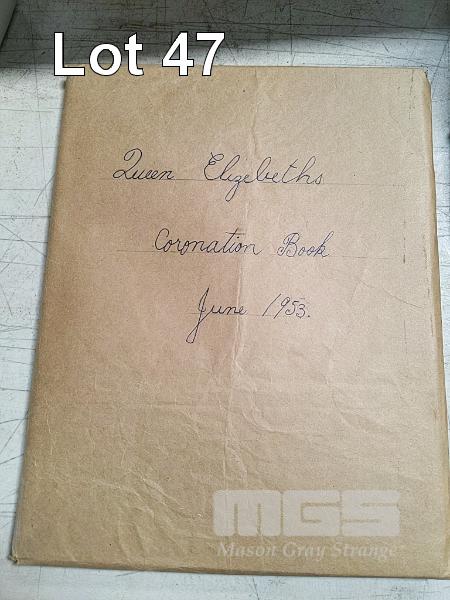 Lot 47
Queen Elizebeths
Coronation Book
June 1953.
MGS
Mason Gray Strange